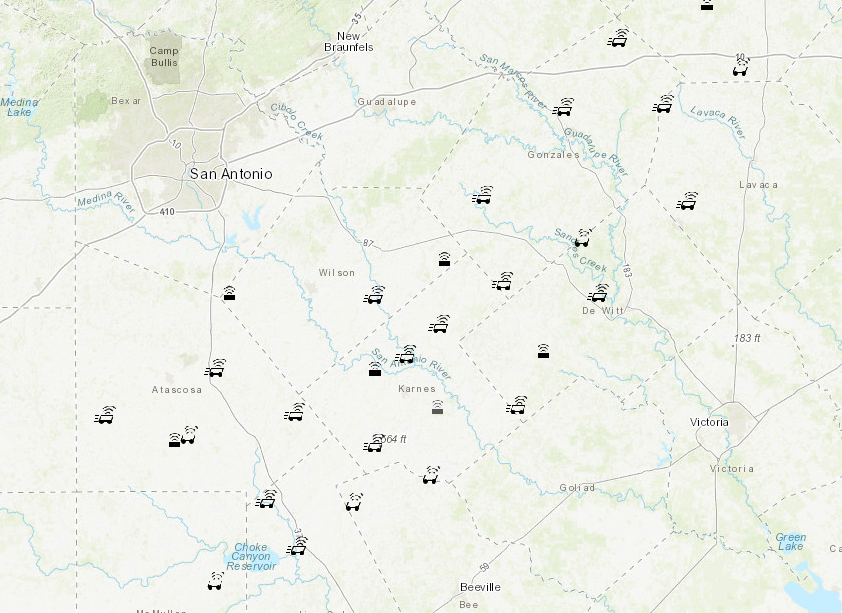 35
New
Braunfels
Camp
Bullis
10
San Marcos River
Medina
Lake
Bexar
Guadalupe
Cibolo Creek
Lavaca River
10
Guadalupe River
Gonzales
San Antonio
Lavaca
Medina River
410
87
Sandies Creek
183
Wilson
De Witt
183 ft
San Antonio River
Atascosa
Karnes
Victoria
564 ft
Victoria
Goliad
Choke
Canyon
Reservoir
Green
Lake
Ca
59
Beeville
Bee